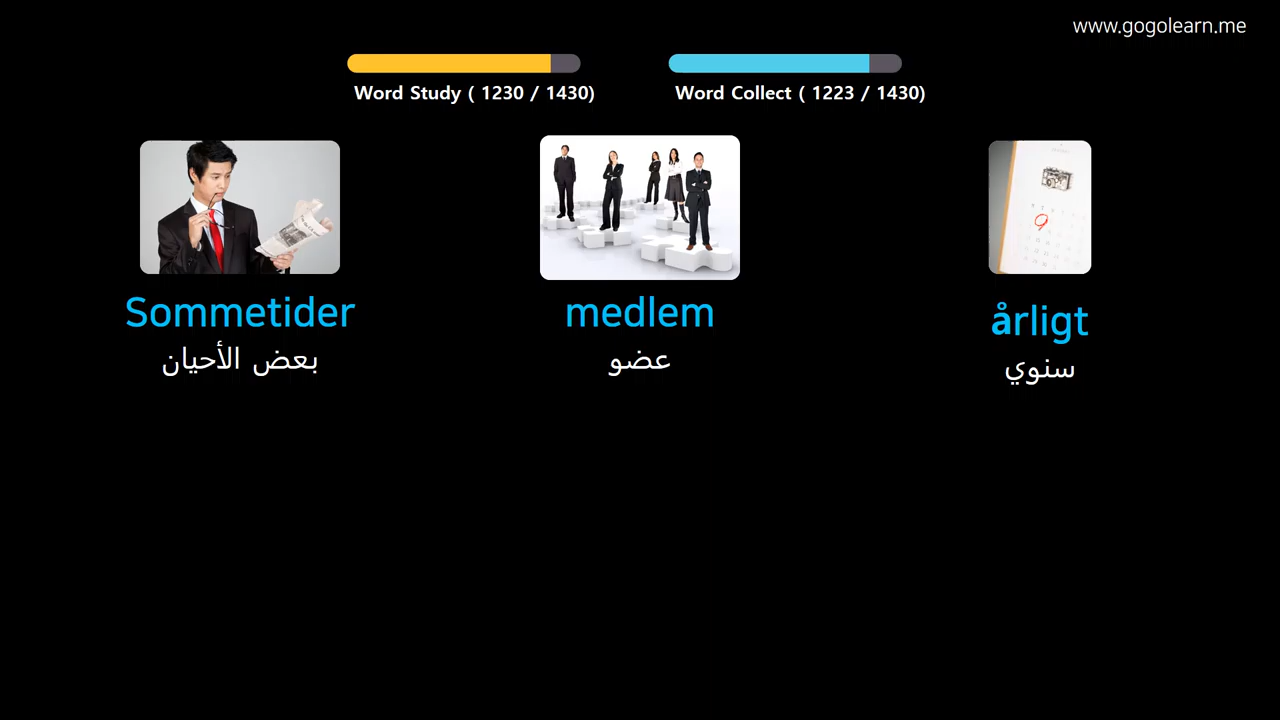 www.gogolearn.me
Word Study ( 1230 / 1430)
Word Collect ( 1223 / 1430)
Sommetider
بعض الأحيان
medlem
عضو
årligt
سنوي